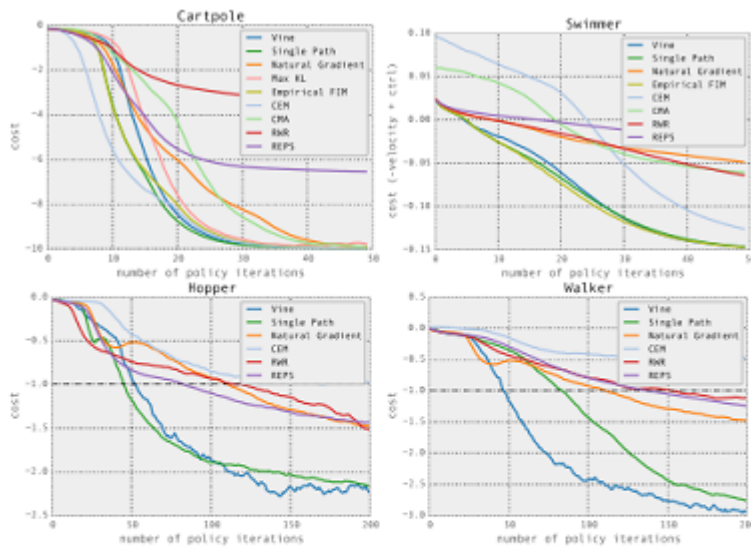 Cartpole
Vine
Single Path
Natural Gradient
Max KL
Empirical FIM
CEM
CMA
RWR
REPS
cost
0
−2
−4
−6
−8
−10
0 10 20 30 40 50
number of policy iterations
Swimmer
Vine
Single Path
Natural Gradient
Empirical FIM
CEM
CMA
RWR
REPS
cost (-velocity + ctrl)
0.10
0.05
0.00
−0.05
−0.10
0 10 20 30 40
number of policy iterations
Hopper
Vine
Single Path
Natural Gradient
CEM
RWR
REPS
cost
0.0
−0.5
−1.0
−1.5
−2.0
−2.5
0 50 100 150 200
number of policy iterations
Walker
Vine
Single Path
Natural Gradient
CEM
RWR
REPS
cost
0.5
0.0
−0.5
−1.0
−1.5
−2.0
−2.5
−3.0
0 50 100 150 200
number of policy iterations